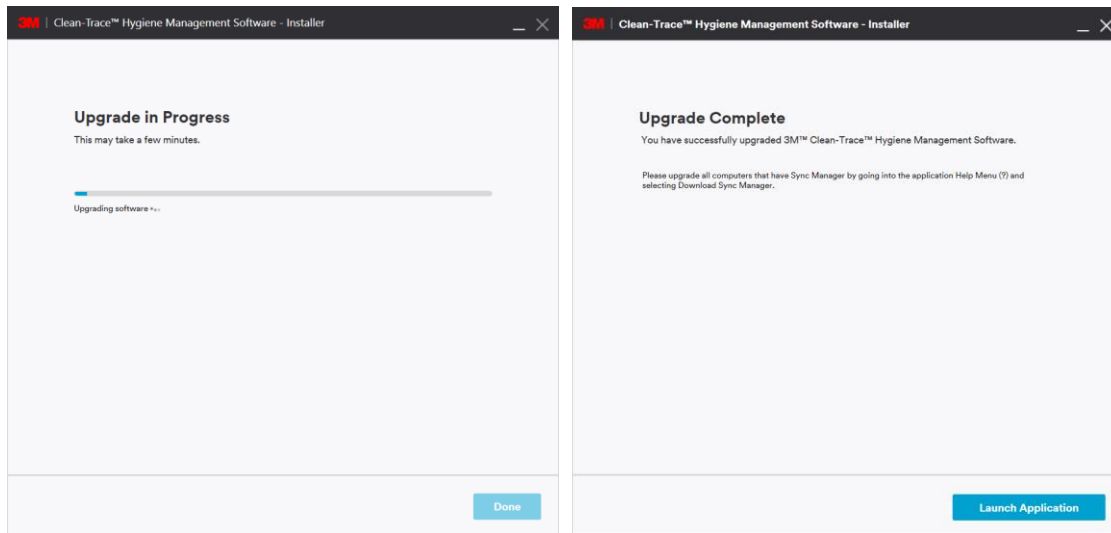 3M | Clean-Trace™ Hygiene Management Software - Installer
Upgrade in Progress
This may take a few minutes.
Upgrading software
Done
3M | Clean-Trace™ Hygiene Management Software - Installer
Upgrade Complete
You have successfully upgraded 3M™ Clean-Trace™ Hygiene Management Software.
Please upgrade all computers that have Sync Manager by going into the application Help Menu (?) and
selecting Download Sync Manager.
Launch Application